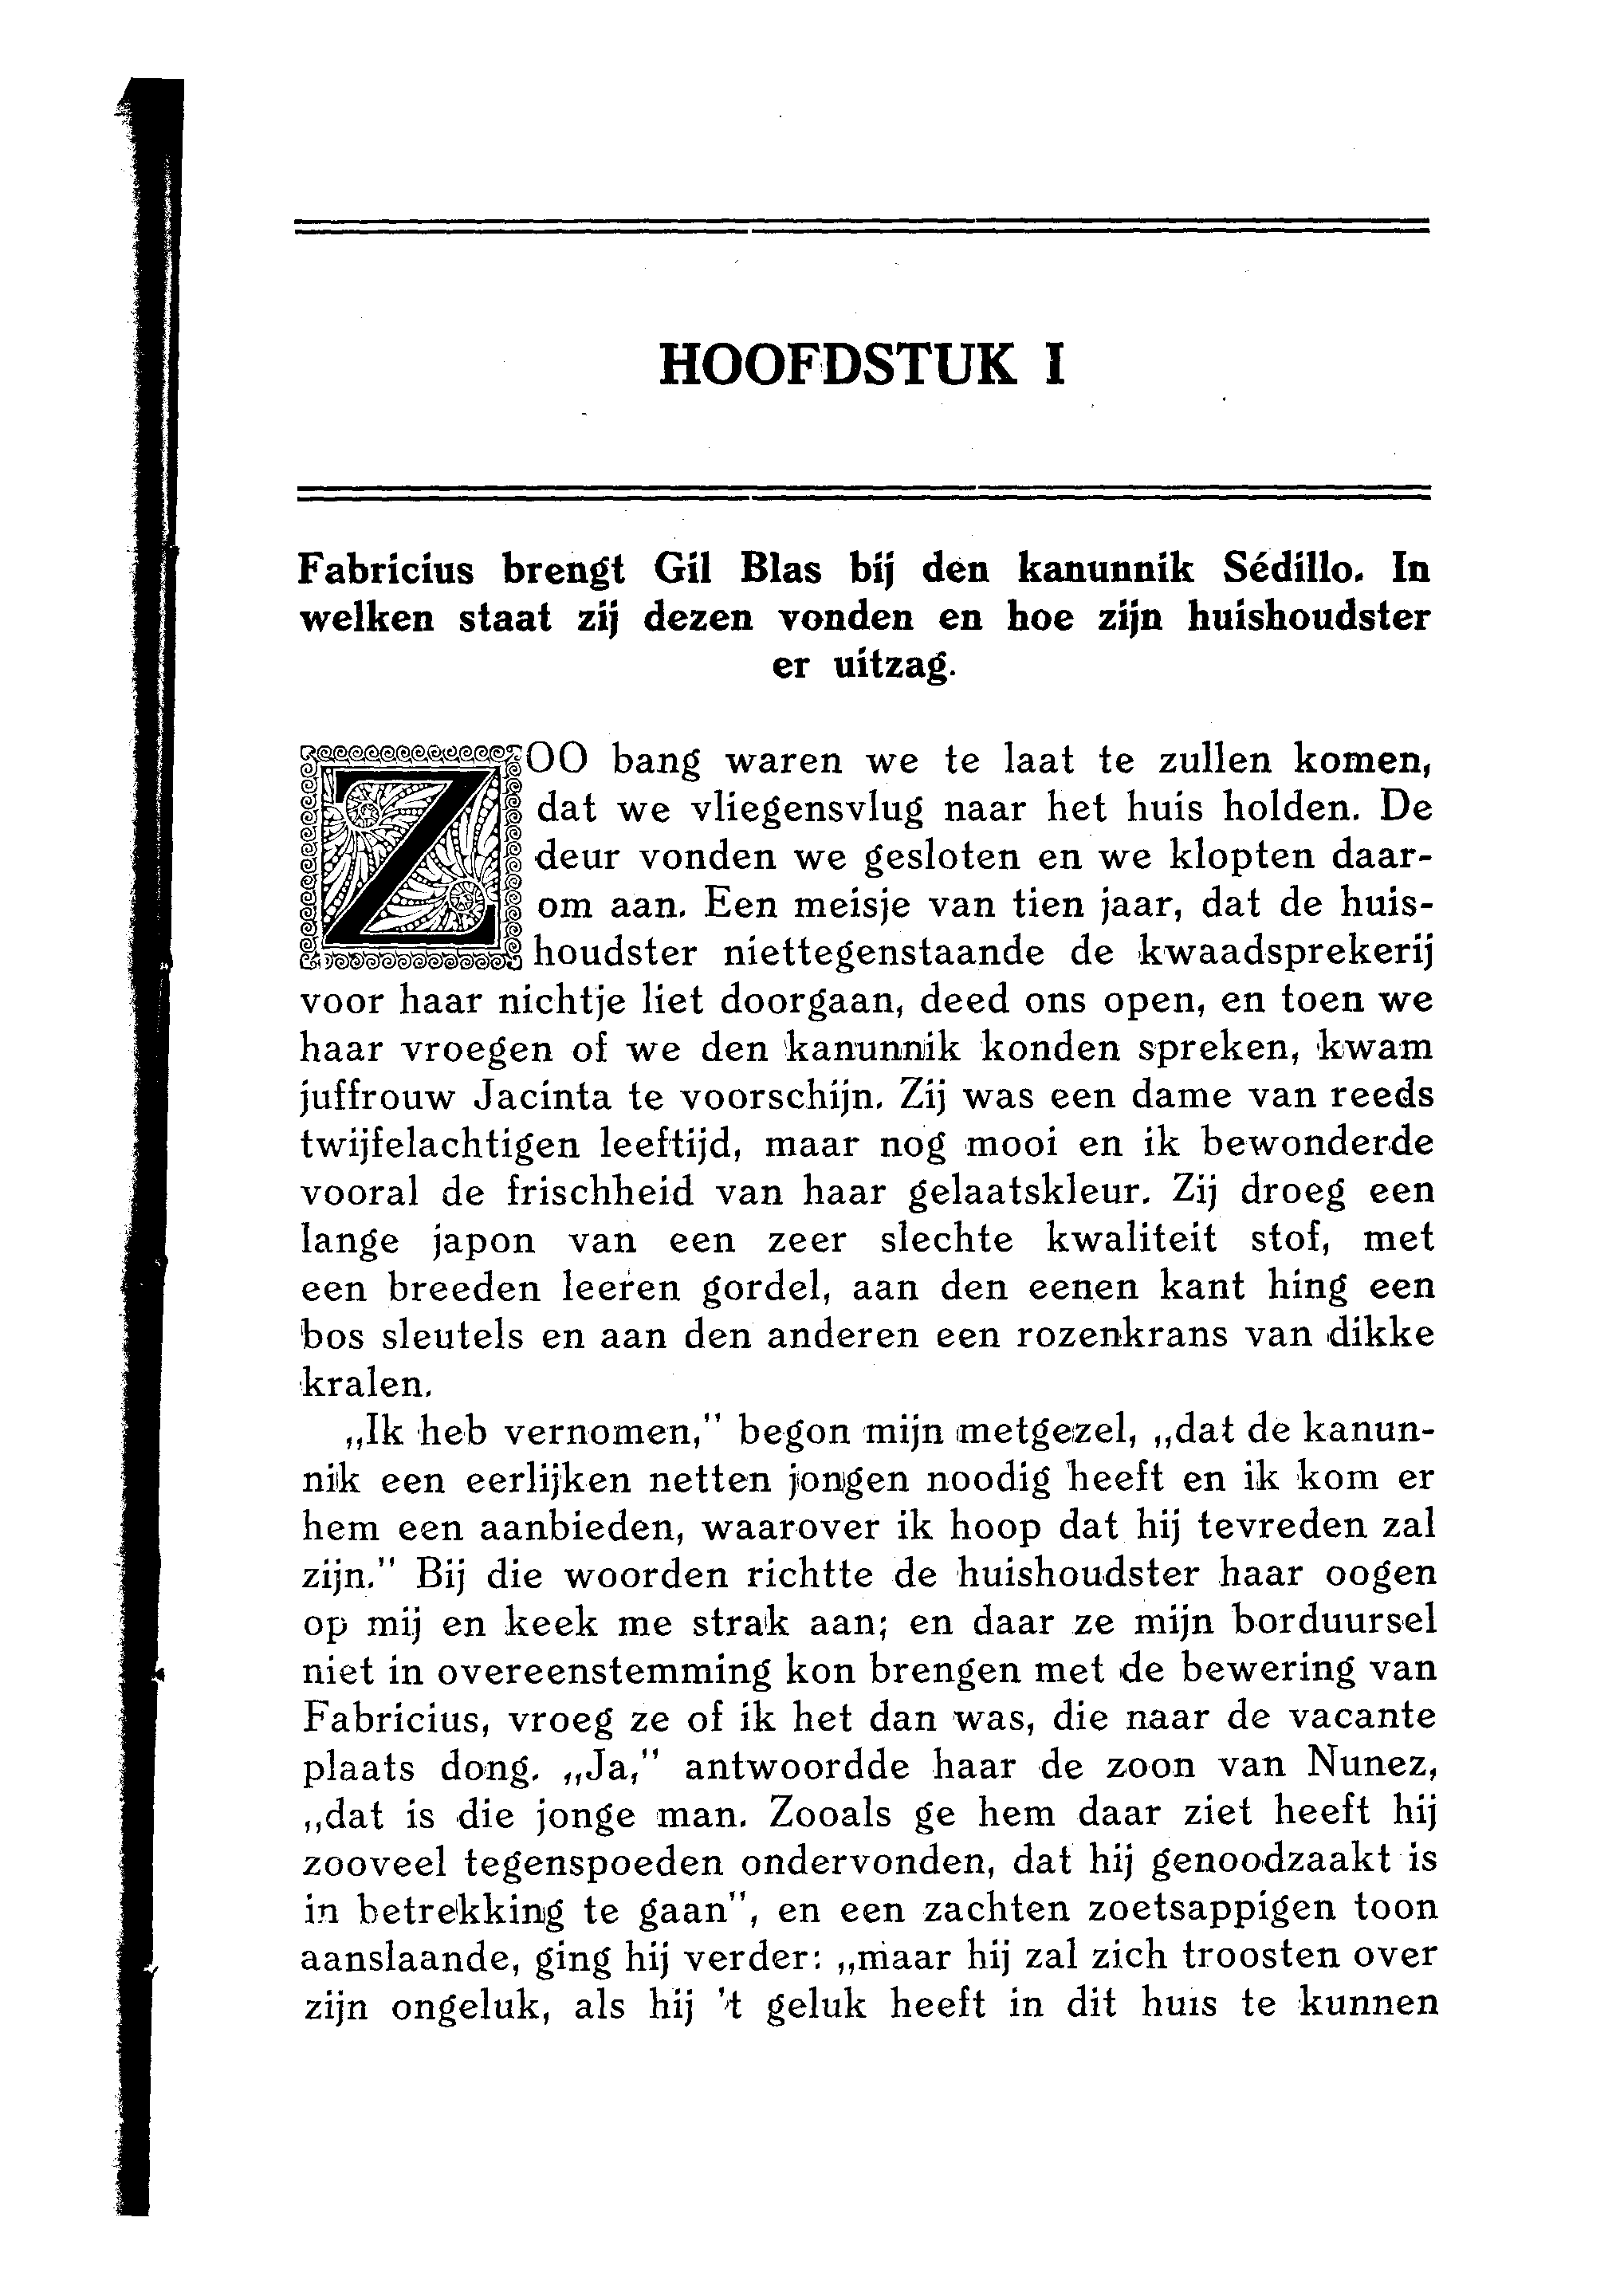 HOOFDSTUK I
Fabricius brengt Gil Blas bij den kanunnik Sédillo. In
welken staat zij dezen vonden en hoe zijn huishoudster
er uitzag.
ZOO bang waren we te laat te zullen komen,
dat we vliegensvlug naar het huis holden. De
deur vonden we gesloten en we klopten daar-
om aan. Een meisje van tien jaar, dat de huis-
houdster niettegenstaande de kwaadsprekerij
voor haar nichtje liet doorgaan, deed ons open, en toen we
haar vroegen of we den kanunnik konden spreken, kwam
juffrouw Jacinta te voorschijn. Zij was een dame van reeds
twijfelachtigen leeftijd, maar nog mooi en ik bewonderde
vooral de frischheid van haar gelaatskleur. Zij droeg een
lange japon van een zeer slechte kwaliteit stof, met
een breeden leeren gordel, aan den eenen kant hing een
bos sleutels en aan den anderen een rozenkrans van dikke
kralen.
„Ik heb vernomen,” begon mijn metgezel, „dat de kanun-
nik een eerlijken netten jongen noodig heeft en ik kom er
hem een aanbieden, waarover ik hoop dat hij tevreden zal
zijn.” Bij die woorden richtte de huishoudster haar oogen
op mij en keek me strak aan; en daar ze mijn borduursel
niet in overeenstemming kon brengen met de bewering van
Fabricius, vroeg ze of ik het dan was, die naar de vacante
plaats dong. „Ja,” antwoordde haar de zoon van Nunez,
„dat is die jonge man. Zooals ge hem daar ziet heeft hij
zooveel tegenspoeden ondervonden, dat hij genoodzaakt is
in betrekking te gaan”, en een zachten zoetsappigen toon
aanslaande, ging hij verder: „maar hij zal zich troosten over
zijn ongeluk, als hij 't geluk heeft in dit huis te kunnen